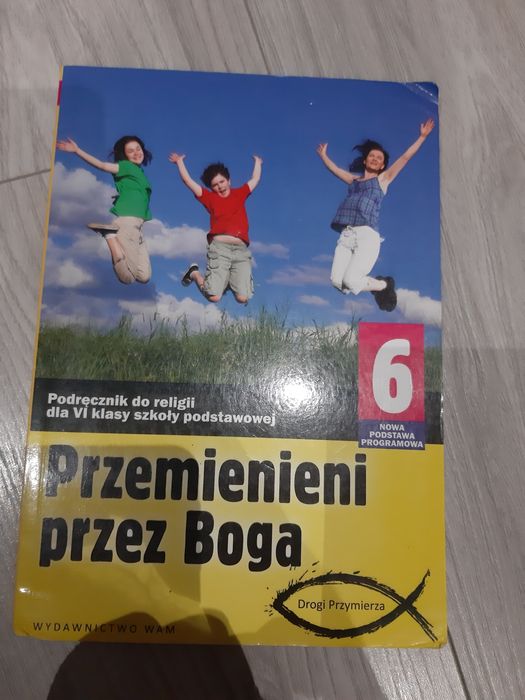 Podręcznik do religii
dla VI klasy szkoły podstawowej
6
NOWA
PODSTAWA
PROGRAMOWA
Przemienieni
przez Boga
Drogi Przymierza
WYDAWNICTWO WAM